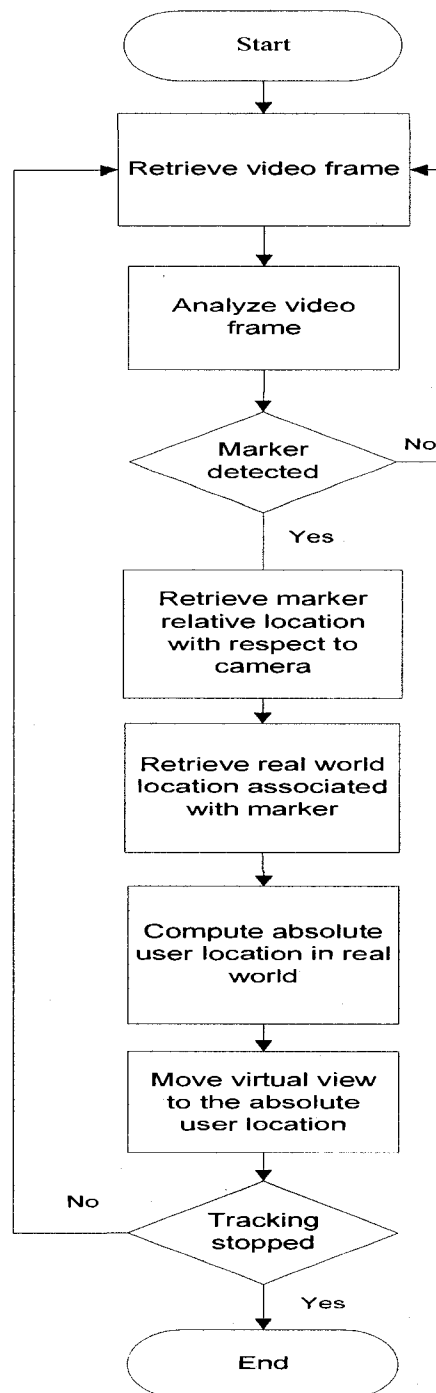 Start
Retrieve video frame
Analyze video
frame
Marker
detected
No
Yes
Retrieve marker
relative location
with respect to
camera
Retrieve real world
location associated
with marker
Compute absolute
user location in real
world
Move virtual view
to the absolute
user location
No
Tracking
stopped
Yes
End